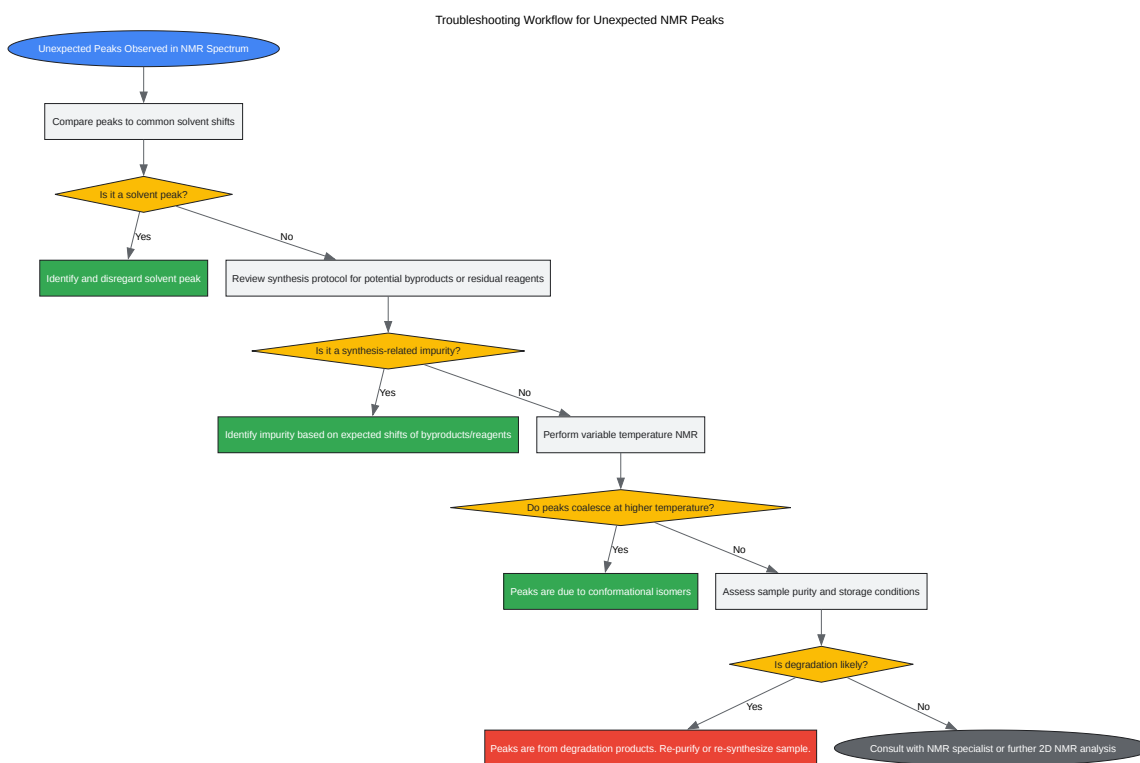 Troubleshooting Workflow for Unexpected NMR Peaks
Unexpected Peaks Observed in NMR Spectrum
Compare peaks to common solvent shifts
Is it a solvent peak?
Yes
No
Identify and disregard solvent peak
Review synthesis protocol for potential byproducts or residual reagents
Is it a synthesis-related impurity?
Yes
No
Identify impurity based on expected shifts of byproducts/reagents
Perform variable temperature NMR
Do peaks coalesce at higher temperature?
Yes
No
Peaks are due to conformational isomers
Assess sample purity and storage conditions
Is degradation likely?
Yes
No
Peaks are from degradation products. Re-purify or re-synthesize sample.
Consult with NMR specialist or further 2D NMR analysis